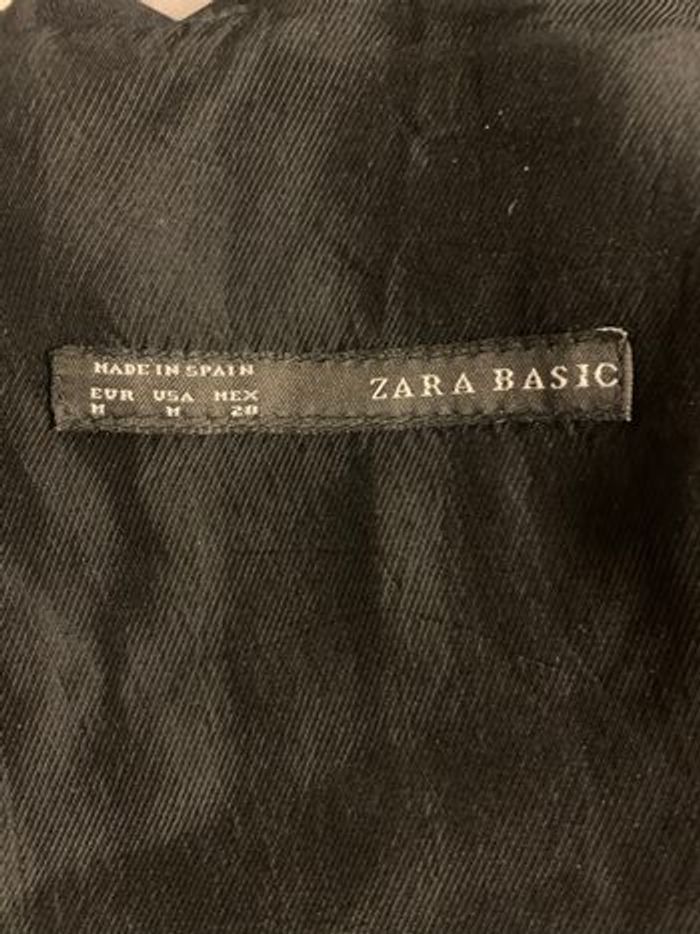 MADE IN SPAIN
EUR USA MEX
M M 28
ZARA BASIC